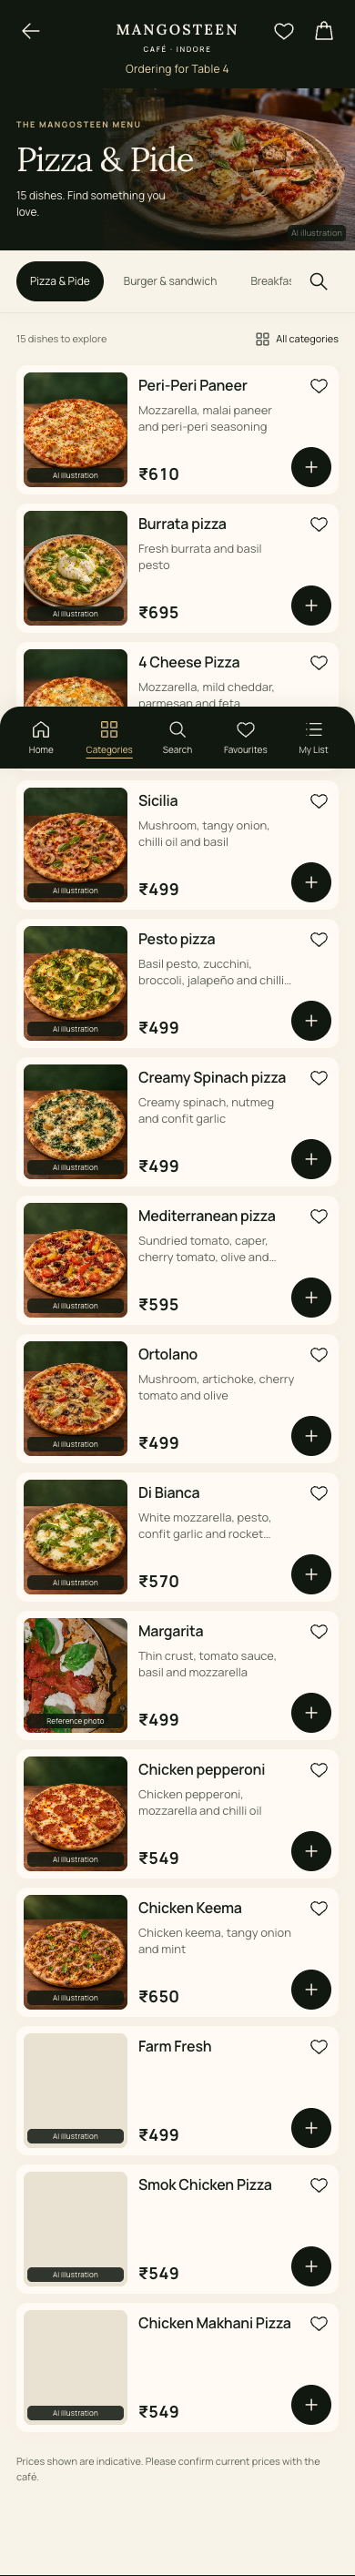 MANGOSTEEN
CAFÉ · INDORE
Ordering for Table 4
THE MANGOSTEEN MENU
Pizza & Pide
15 dishes. Find something you
love.
AI illustration
Pizza & Pide
Burger & sandwich
Breakfas
15 dishes to explore
All categories
Peri-Peri Paneer
Mozzarella, malai paneer
and peri-peri seasoning
AI illustration
₹610
Burrata pizza
Fresh burrata and basil
pesto
AI illustration
₹695
4 Cheese Pizza
Mozzarella, mild cheddar,
parmesan and feta
Home
Categories
Search
Favourites
My List
Sicilia
Mushroom, tangy onion,
chilli oil and basil
AI illustration
₹499
Pesto pizza
Basil pesto, zucchini,
broccoli, jalapeño and chilli...
AI illustration
₹499
Creamy Spinach pizza
Creamy spinach, nutmeg
and confit garlic
AI illustration
₹499
Mediterranean pizza
Sundried tomato, caper,
cherry tomato, olive and...
AI illustration
₹595
Ortolano
Mushroom, artichoke, cherry
tomato and olive
AI illustration
₹499
Di Bianca
White mozzarella, pesto,
confit garlic and rocket...
AI illustration
₹570
Margarita
Thin crust, tomato sauce,
basil and mozzarella
Reference photo
₹499
Chicken pepperoni
Chicken pepperoni,
mozzarella and chilli oil
AI illustration
₹549
Chicken Keema
Chicken keema, tangy onion
and mint
AI illustration
₹650
Farm Fresh
AI illustration
₹499
Smok Chicken Pizza
AI illustration
₹549
Chicken Makhani Pizza
AI illustration
₹549
Prices shown are indicative. Please confirm current prices with the
café.